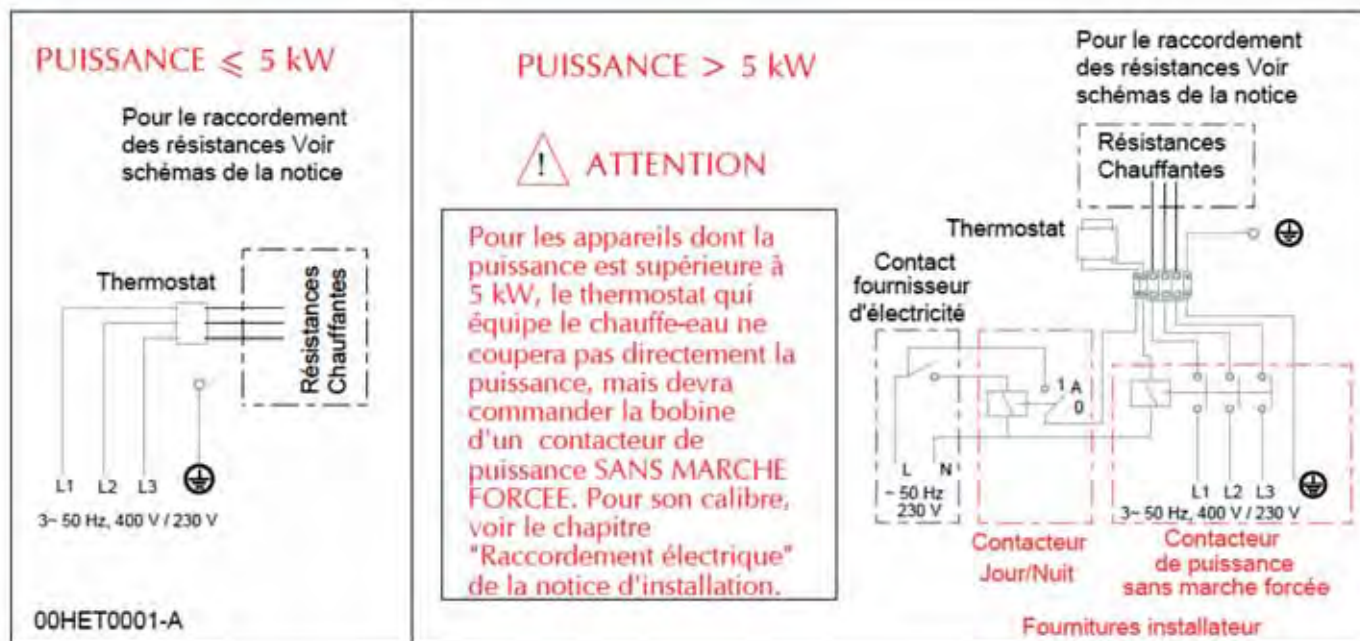 PUISSANCE ⩽ 5 kW
Pour le raccordement
des résistances Voir
schémas de la notice
Thermostat
Résistances
Chauffantes
L1 L2 L3
3~ 50 Hz, 400 V / 230 V
00HET0001-A
PUISSANCE > 5 kW
! ATTENTION
Pour les appareils dont la
puissance est supérieure à
5 kW, le thermostat qui
équipe le chauffe-eau ne
coupera pas directement la
puissance, mais devra
commander la bobine
d'un contacteur de
puissance SANS MARCHE
FORCEE. Pour son calibre,
voir le chapitre
"Raccordement électrique"
de la notice d'installation.
Pour le raccordement
des résistances Voir
schémas de la notice
Résistances
Chauffantes
Thermostat
Contact
fournisseur
d'électricité
1 A
0
L N
~ 50 Hz
230 V
L1 L2 L3
3~ 50 Hz, 400 V / 230 V
Contacteur
Jour/Nuit
Contacteur
de puissance
sans marche forcée
Fournitures installateur